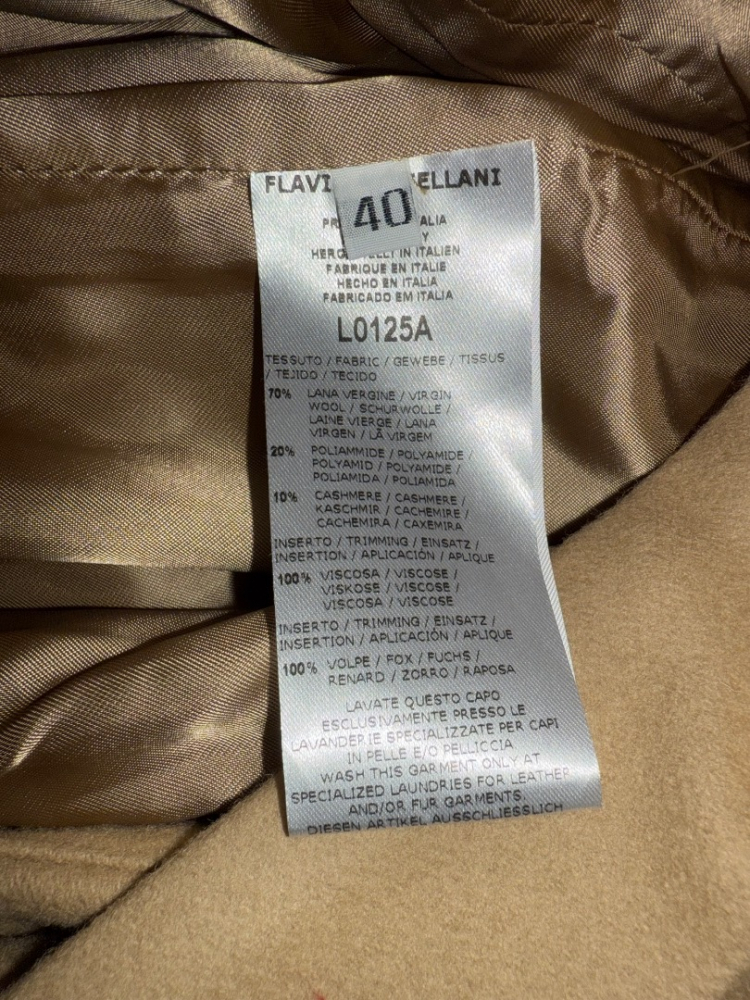 FLAVI ELLANI
40
PR ALIA
Y
HERG ELLT IN ITALIEN
FABRIQUE EN ITALIE
HECHO EN ITALIA
FABRICADO EM ITALIA
L0125A
TESSUTO / FABRIC / GEWEBE / TISSUS
/ TEJIDO / TECIDO
70% LANA VERGINE / VIRGIN
WOOL / SCHURWOLLE /
LAINE VIERGE / LANA
VIRGEN / LÃ VIRGEM
20% POLIAMMIDE / POLYAMIDE /
POLYAMID / POLYAMIDE /
POLIAMIDA / POLIAMIDA
10% CASHMERE / CASHMERE /
KASCHMIR / CACHEMIRE /
CACHEMIRA / CAXEMIRA
INSERTO / TRIMMING / EINSATZ /
INSERTION / APLICACIÓN / APLIQUE
100% VISCOSA / VISCOSE /
VISKOSE / VISCOSE /
VISCOSA / VISCOSE
INSERTO / TRIMMING / EINSATZ /
INSERTION / APLICACIÓN / APLIQUE
100% VOLPE / FOX / FUCHS /
RENARD / ZORRO / RAPOSA
LAVATE QUESTO CAPO
ESCLUSIVAMENTE PRESSO LE
LAVANDERIE SPECIALIZZATE PER CAPI
IN PELLE E/O PELLICCIA
WASH THIS GARMENT ONLY AT
SPECIALIZED LAUNDRIES FOR LEATHER
AND/OR FUR GARMENTS.
DIESEN ARTIKEL AUSSCHLIESSLICH